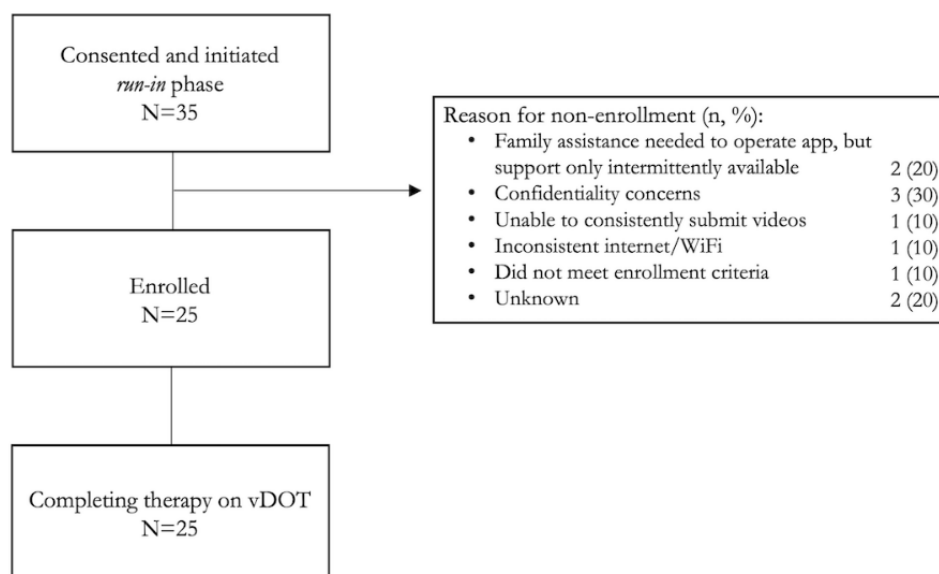 Consented and initiated
run-in phase
N=35
Reason for non-enrollment (n, %):
• Family assistance needed to operate app, but
support only intermittently available 2 (20)
• Confidentiality concerns 3 (30)
• Unable to consistently submit videos 1 (10)
• Inconsistent internet/WiFi 1 (10)
• Did not meet enrollment criteria 1 (10)
• Unknown 2 (20)
Enrolled
N=25
Completing therapy on vDOT
N=25